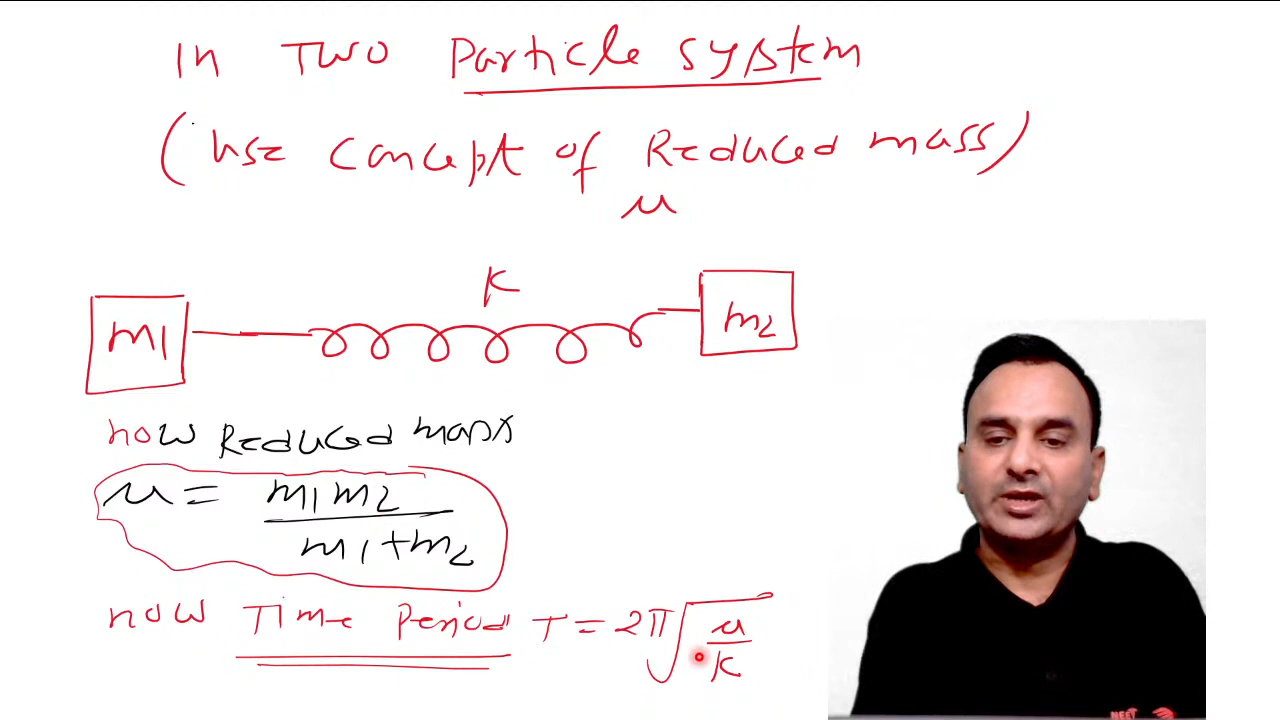 In TWO Particle system
(use concept of Reduced mass)
μ
K
m1
m2
now Reduced mass
μ = m1m2 / m1+m2
now Time Period T = 2π√(μ/K)
NEET